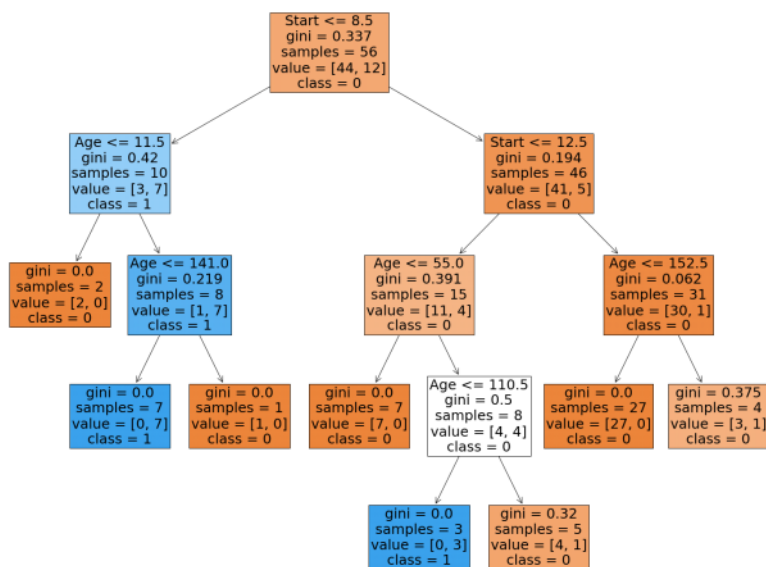 Start <= 8.5
gini = 0.337
samples = 56
value = [44, 12]
class = 0
Age <= 11.5
gini = 0.42
samples = 10
value = [3, 7]
class = 1
Start <= 12.5
gini = 0.194
samples = 46
value = [41, 5]
class = 0
gini = 0.0
samples = 2
value = [2, 0]
class = 0
Age <= 141.0
gini = 0.219
samples = 8
value = [1, 7]
class = 1
Age <= 55.0
gini = 0.391
samples = 15
value = [11, 4]
class = 0
Age <= 152.5
gini = 0.062
samples = 31
value = [30, 1]
class = 0
gini = 0.0
samples = 7
value = [0, 7]
class = 1
gini = 0.0
samples = 1
value = [1, 0]
class = 0
gini = 0.0
samples = 7
value = [7, 0]
class = 0
Age <= 110.5
gini = 0.5
samples = 8
value = [4, 4]
class = 0
gini = 0.0
samples = 27
value = [27, 0]
class = 0
gini = 0.375
samples = 4
value = [3, 1]
class = 0
gini = 0.0
samples = 3
value = [0, 3]
class = 1
gini = 0.32
samples = 5
value = [4, 1]
class = 0